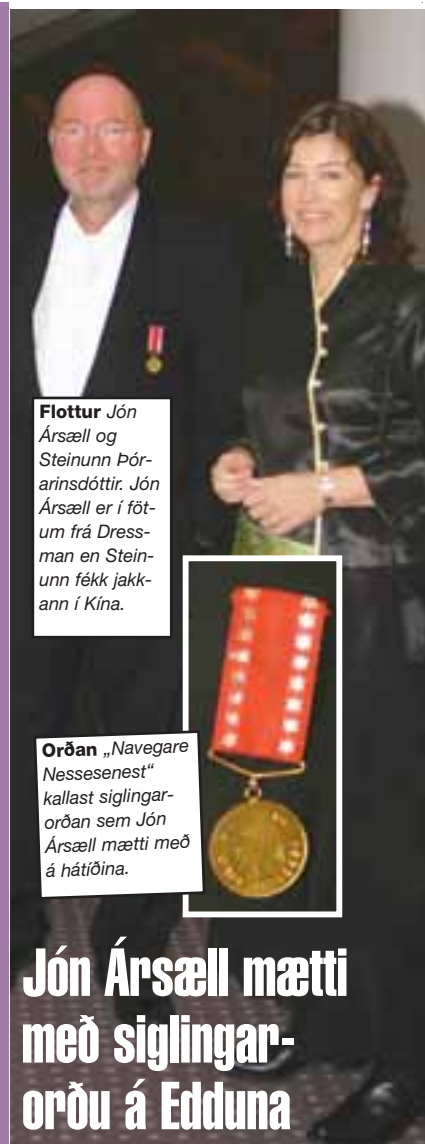 Flottur Jón
Ársæll og
Steinunn Þór-
arinsdóttir. Jón
Ársæll er í föt-
um frá Dress-
man en Stein-
unn fékk jakk-
ann í Kína.
Orðan „Navegare
Nessesenest“
kallast siglingar-
orðan sem Jón
Ársæll mætti með
á hátíðina.
Jón Ársæll mætti
með siglingar-
orðu á Edduna